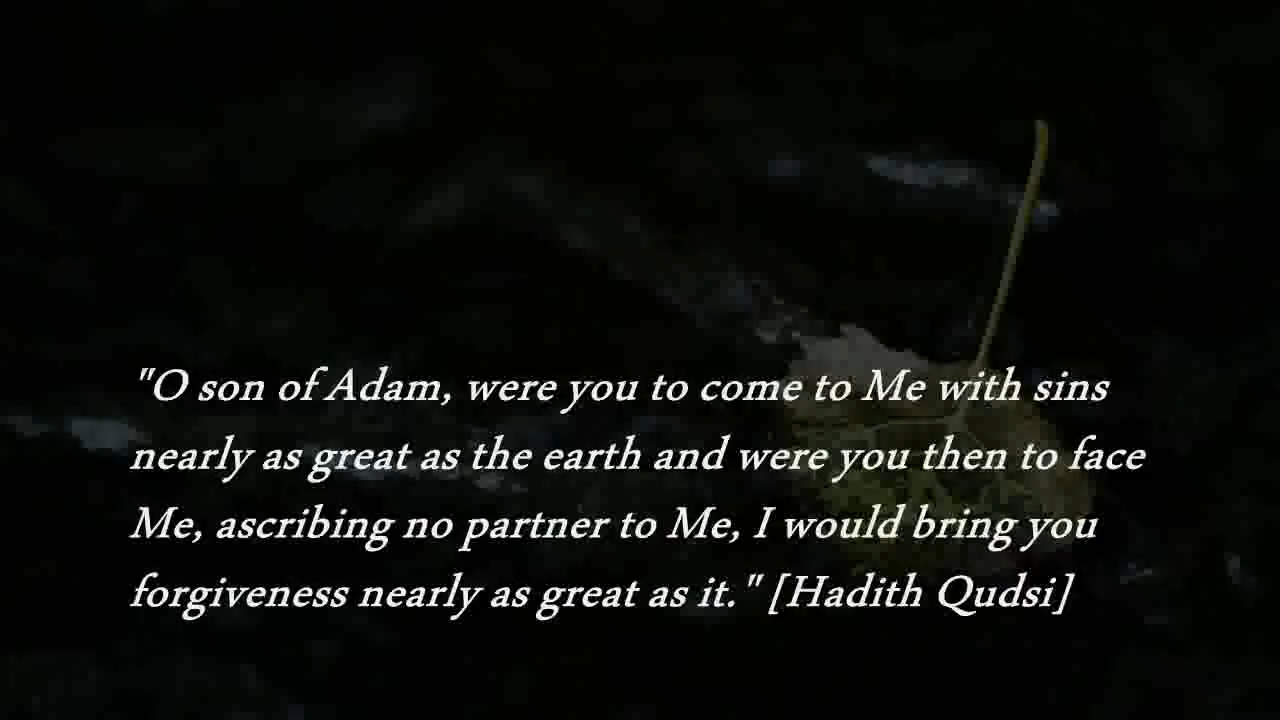 "O son of Adam, were you to come to Me with sins
nearly as great as the earth and were you then to face
Me, ascribing no partner to Me, I would bring you
forgiveness nearly as great as it." [Hadith Qudsi]